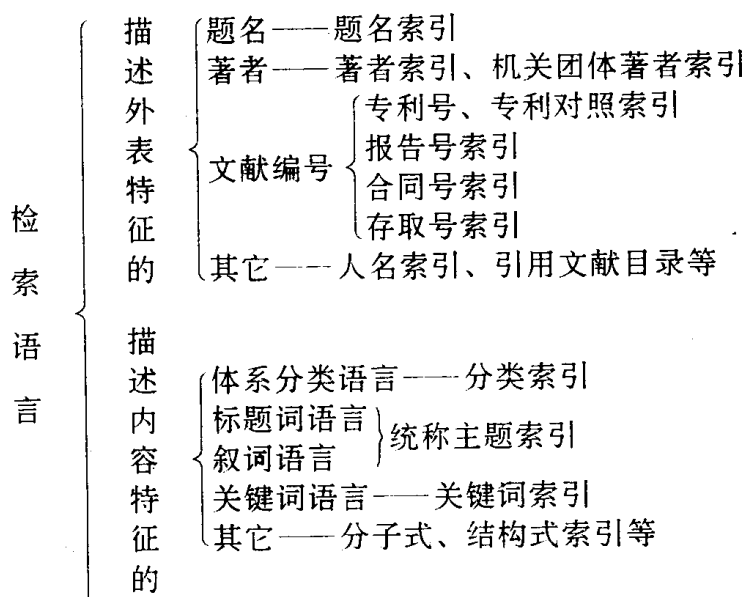 检索语言
描述外表特征的
题名——题名索引
著者——著者索引、机关团体著者索引
文献编号
专利号、专利对照索引
报告号索引
合同号索引
存取号索引
其它——人名索引、引用文献目录等
描述内容特征的
体系分类语言——分类索引
标题词语言
叙词语言
统称主题索引
关键词语言——关键词索引
其它——分子式、结构式索引等